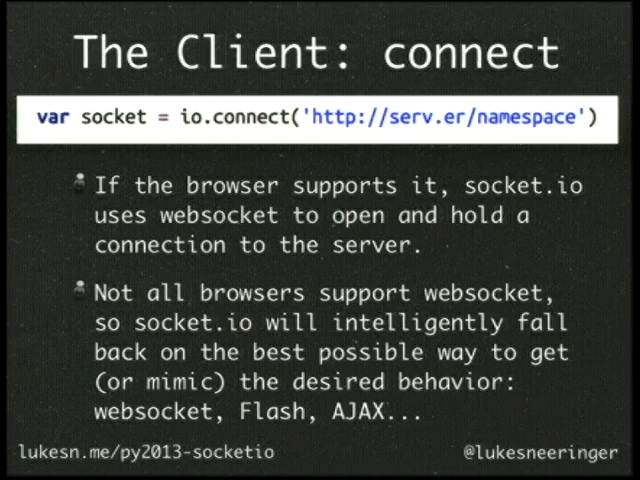 The Client: connect
var socket = io.connect('http://serv.er/namespace')
If the browser supports it, socket.io
uses websocket to open and hold a
connection to the server.
Not all browsers support websocket,
so socket.io will intelligently fall
back on the best possible way to get
(or mimic) the desired behavior:
websocket, Flash, AJAX...
lukesn.me/py2013-socketio
@lukesneeringer